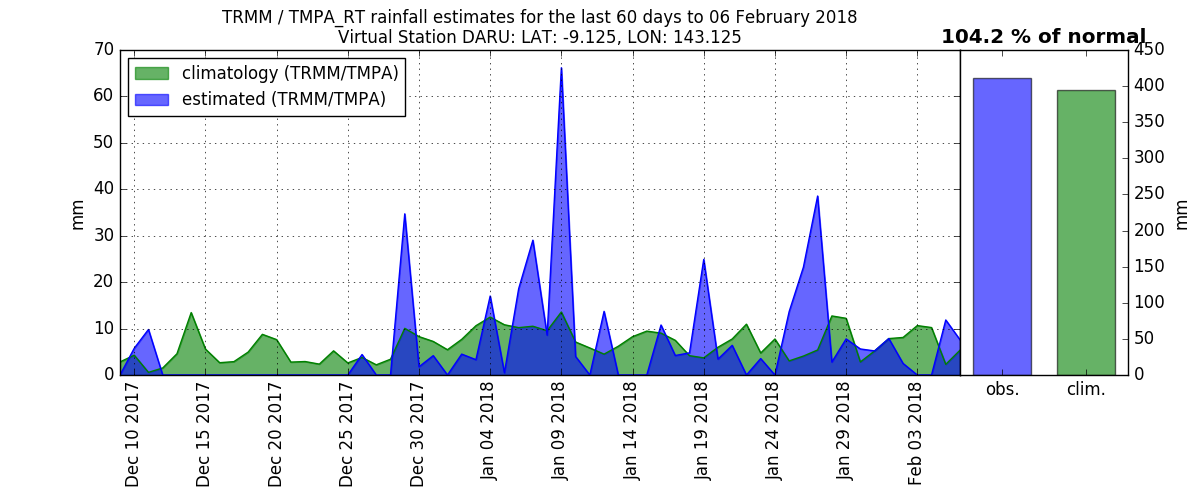 TRMM / TMPA_RT rainfall estimates for the last 60 days to 06 February 2018
Virtual Station DARU: LAT: -9.125, LON: 143.125
104.2 % of normal
climatology (TRMM/TMPA)
estimated (TRMM/TMPA)
70
60
50
40
30
20
10
0
mm
Dec 10 2017
Dec 15 2017
Dec 20 2017
Dec 25 2017
Dec 30 2017
Jan 04 2018
Jan 09 2018
Jan 14 2018
Jan 19 2018
Jan 24 2018
Jan 29 2018
Feb 03 2018
obs.
clim.
450
400
350
300
250
200
150
100
50
0
mm